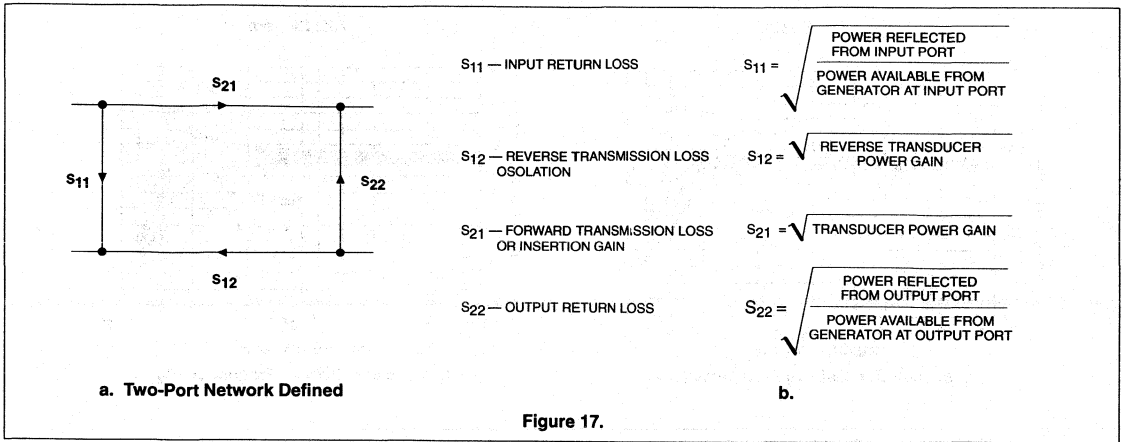 S21
S11
S22
S12
a. Two-Port Network Defined
S11 — INPUT RETURN LOSS
S12 — REVERSE TRANSMISSION LOSS
OSOLATION
S21 — FORWARD TRANSMISSION LOSS
OR INSERTION GAIN
S22 — OUTPUT RETURN LOSS
S11 = √ POWER REFLECTED
FROM INPUT PORT
POWER AVAILABLE FROM
GENERATOR AT INPUT PORT
S12 = √ REVERSE TRANSDUCER
POWER GAIN
S21 = √ TRANSDUCER POWER GAIN
S22 = √ POWER REFLECTED
FROM OUTPUT PORT
POWER AVAILABLE FROM
GENERATOR AT OUTPUT PORT
b.
Figure 17.